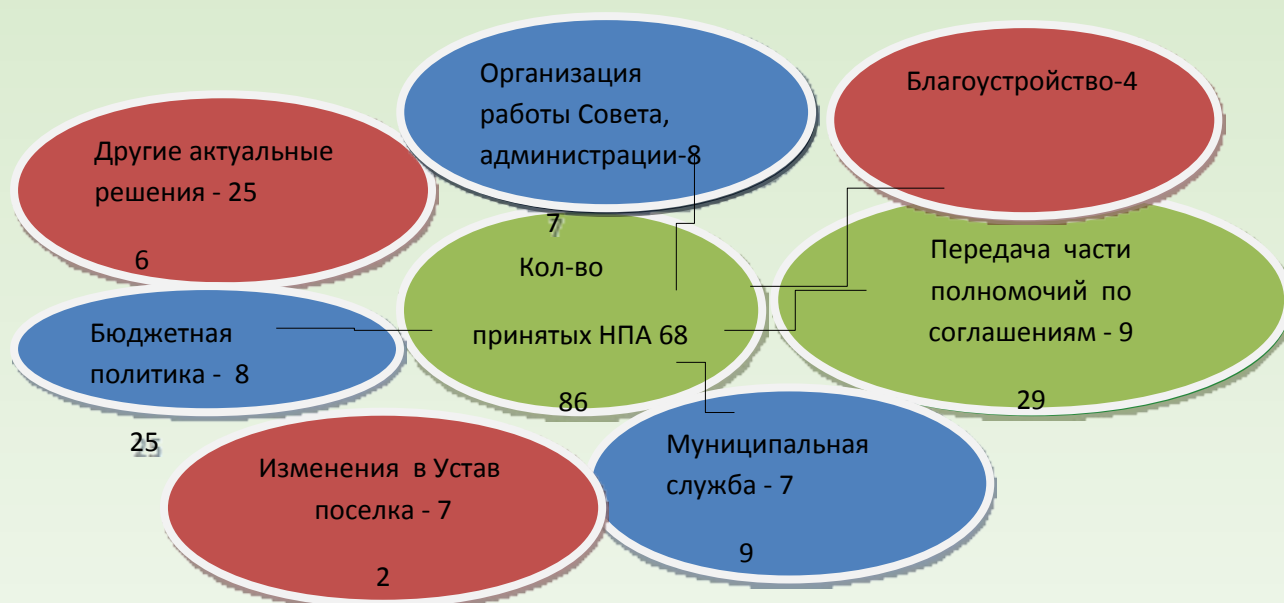 Организация
работы Совета,
администрации-8
7
Благоустройство-4
Другие актуальные
решения - 25
6
Кол-во
принятых НПА 68
86
Передача части
полномочий по
соглашениям - 9
29
Бюджетная
политика - 8
25
Изменения в Устав
поселка - 7
2
Муниципальная
служба - 7
9